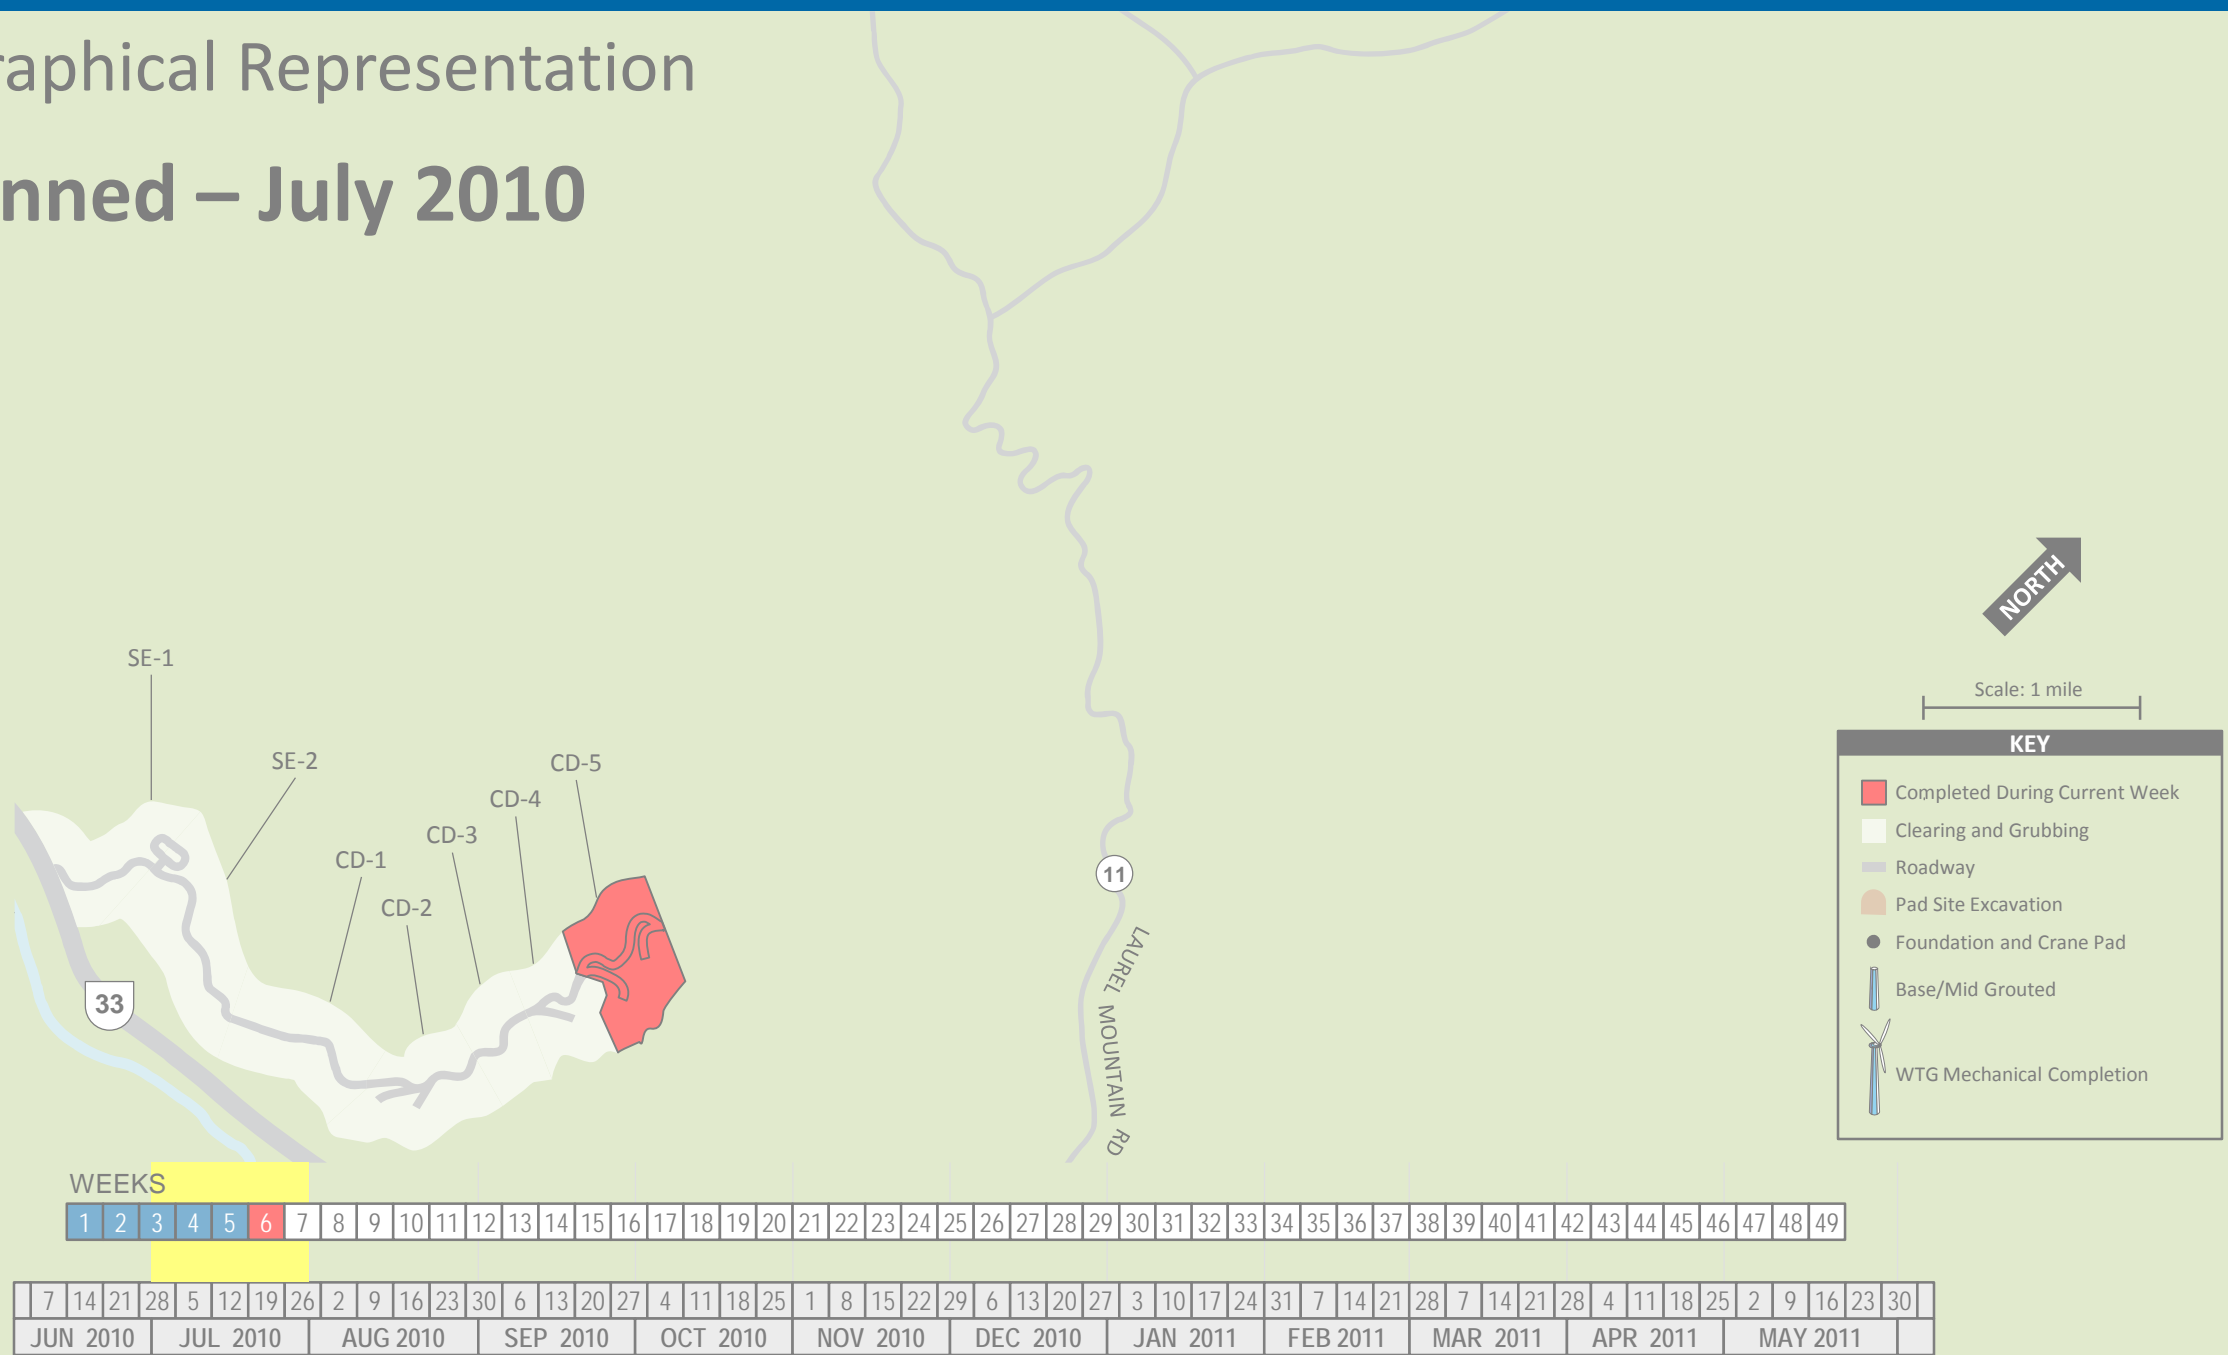 raphical Representation
nned – July 2010
NORTH
Scale: 1 mile
KEY
Completed During Current Week
Clearing and Grubbing
Roadway
Pad Site Excavation
Foundation and Crane Pad
Base/Mid Grouted
WTG Mechanical Completion
SE-1
SE-2
CD-1
CD-2
CD-3
CD-4
CD-5
33
11
LAUREL MOUNTAIN RD
WEEKS
1 2 3 4 5 6 7 8 9 10 11 12 13 14 15 16 17 18 19 20 21 22 23 24 25 26 27 28 29 30 31 32 33 34 35 36 37 38 39 40 41 42 43 44 45 46 47 48 49
7 14 21 28 5 12 19 26 2 9 16 23 30 6 13 20 27 4 11 18 25 1 8 15 22 29 6 13 20 27 3 10 17 24 31 7 14 21 28 7 14 21 28 4 11 18 25 2 9 16 23 30
JUN 2010 JUL 2010 AUG 2010 SEP 2010 OCT 2010 NOV 2010 DEC 2010 JAN 2011 FEB 2011 MAR 2011 APR 2011 MAY 2011